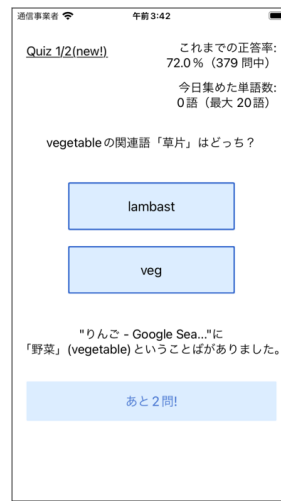 通信事業者
午前3:42
Quiz 1/2(new!)
これまでの正答率:
72.0%（379 問中）
今日集めた単語数:
0語（最大 20語）
vegetableの関連語「草片」はどっち？
lambast
veg
"りんご - Google Sea..."に
「野菜」(vegetable) ということばがありました。
あと2問!